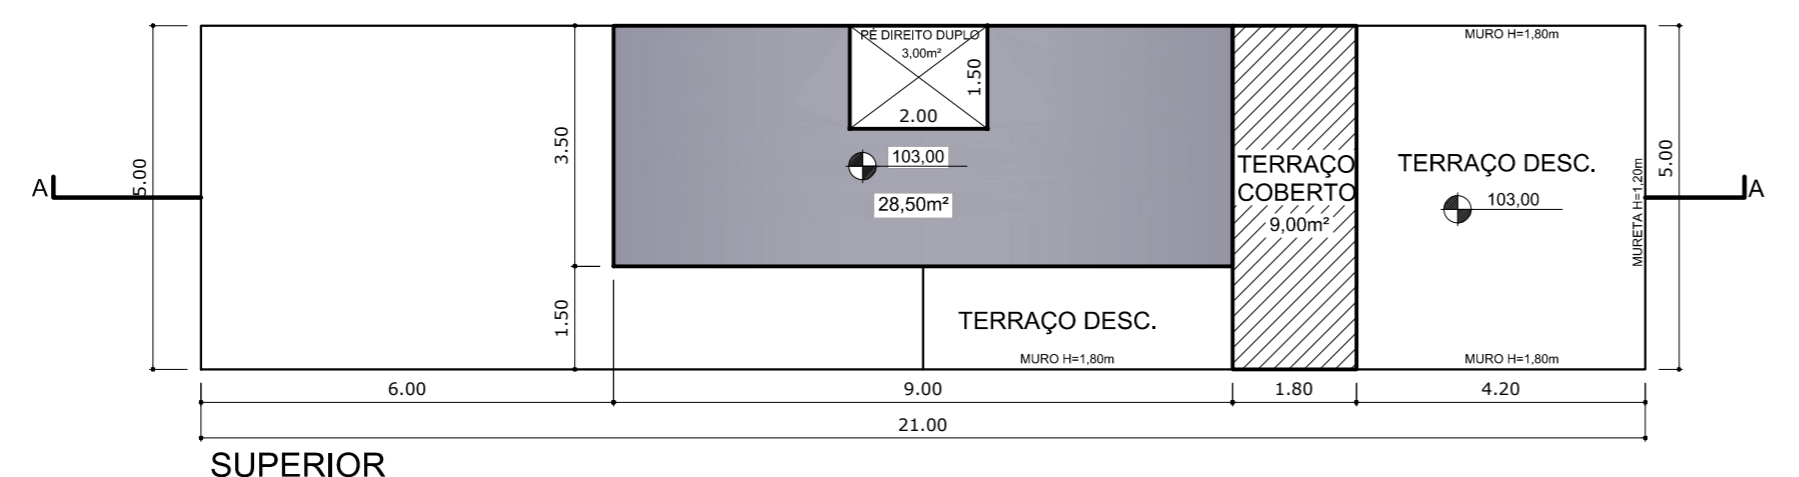 PÉ DIREITO DUPLO
3,00m²
1.50
2.00
MURO H=1,80m
3.50
103,00
28,50m²
TERRAÇO
COBERTO
9,00m²
TERRAÇO DESC.
103,00
MURETA H=1,20m
5.00
5.00
A
A
1.50
TERRAÇO DESC.
MURO H=1,80m
MURO H=1,80m
6.00
9.00
1.80
4.20
21.00
SUPERIOR